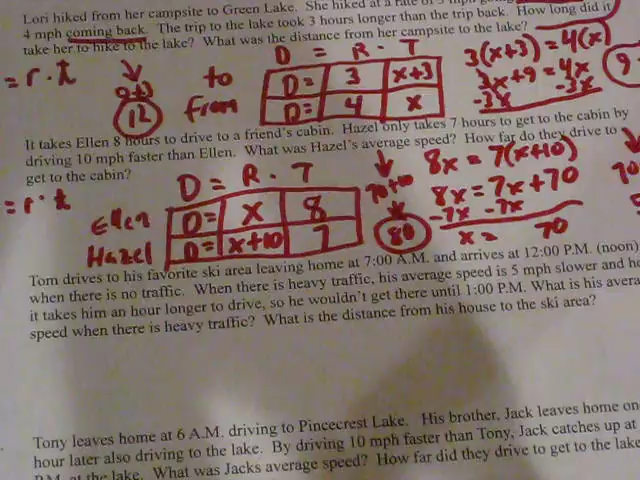 Lori hiked from her campsite to Green Lake. She hiked at a rate of 3 mph going
4 mph coming back. The trip to the lake took 3 hours longer than the trip back. How long did it
take her to hike to the lake? What was the distance from her campsite to the lake?
D = R · T
= r · t
to D = 3 x+3
from D = 4 x
9+3
12
3(x+3) = 4(x)
3x + 9 = 4x
-3x -3x
9
It takes Ellen 8 hours to drive to a friend's cabin. Hazel only takes 7 hours to get to the cabin by
driving 10 mph faster than Ellen. What was Hazel's average speed? How far do they drive to
get to the cabin?
D = R · T
= r · t
Ellen D = x 8
Hazel D = x+10 7
70+10
80
8x = 7(x+10)
8x = 7x + 70
-7x -7x
x = 70
70
Tom drives to his favorite ski area leaving home at 7:00 A.M. and arrives at 12:00 P.M. (noon)
when there is no traffic. When there is heavy traffic, his average speed is 5 mph slower and
it takes him an hour longer to drive, so he wouldn't get there until 1:00 P.M. What is his
speed when there is heavy traffic? What is the distance from his house to the ski area?
Tony leaves home at 6 A.M. driving to Pincecrest Lake. His brother, Jack leaves home
hour later also driving to the lake. By driving 10 mph faster than Tony, Jack catches up at
P.M. at the lake. What was Jacks average speed? How far did they drive to get to the